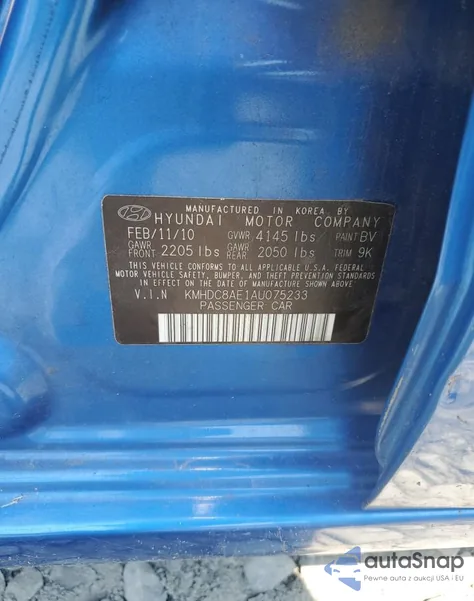 MANUFACTURED IN KOREA BY
HYUNDAI MOTOR COMPANY
FEB/11/10 GVWR 4145 lbs PAINT BV
GAWR FRONT 2205 lbs GAWR REAR 2050 lbs TRIM 9K
THIS VEHICLE CONFORMS TO ALL APPLICABLE U.S.A. FEDERAL
MOTOR VEHICLE SAFETY, BUMPER, AND THEFT PREVENTION STANDARDS
IN EFFECT ON THE DATE OF MANUFACTURE SHOWN ABOVE.
V.I.N KMHDC8AE1AU075233
PASSENGER CAR
autoSnap
Pewne auta z aukcji USA i EU